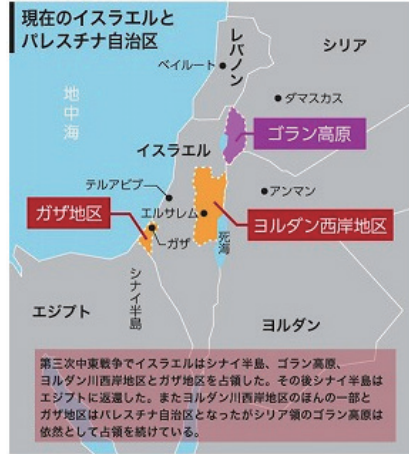 現在のイスラエルと
パレスチナ自治区
レバノン
シリア
ベイルート
ダマスカス
地中海
ゴラン高原
イスラエル
テルアビブ
アンマン
ガザ地区
エルサレム
ヨルダン西岸地区
ガザ
死海
シナイ半島
エジプト
ヨルダン
第三次中東戦争でイスラエルはシナイ半島、ゴラン高原、
ヨルダン川西岸地区とガザ地区を占領した。その後シナイ半島は
エジプトに返還した。またヨルダン川西岸地区のほんの一部と
ガザ地区はパレスチナ自治区となったがシリア領のゴラン高原は
依然として占領を続けている。